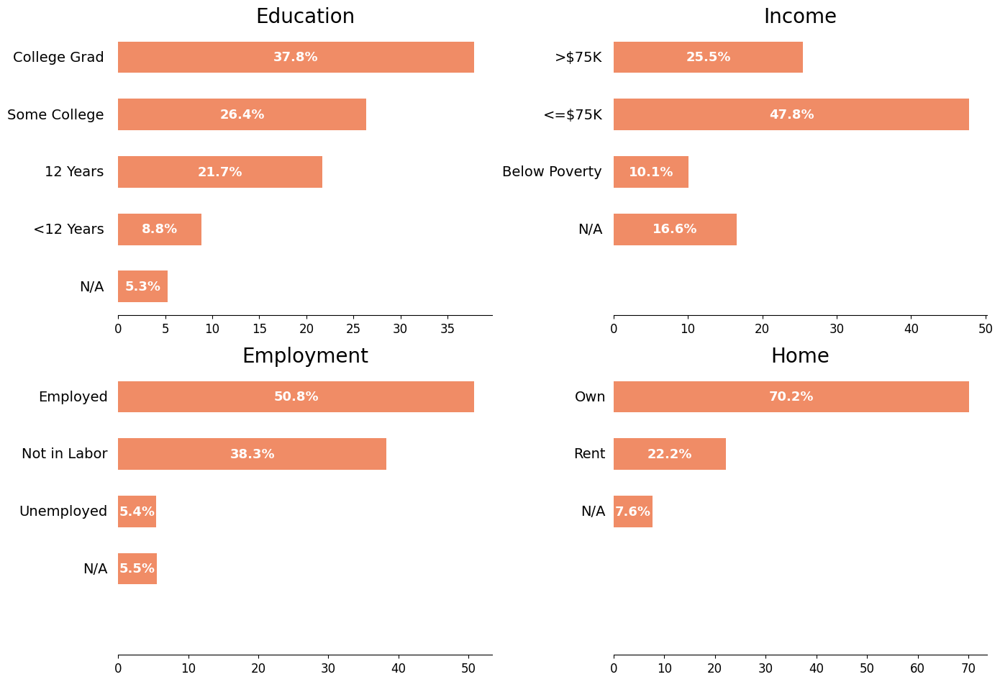 Education
College Grad 37.8%
Some College 26.4%
12 Years 21.7%
<12 Years 8.8%
N/A 5.3%
0 5 10 15 20 25 30 35
Income
>$75K 25.5%
<=$75K 47.8%
Below Poverty 10.1%
N/A 16.6%
0 10 20 30 40 50
Employment
Employed 50.8%
Not in Labor 38.3%
Unemployed 5.4%
N/A 5.5%
0 10 20 30 40 50
Home
Own 70.2%
Rent 22.2%
N/A 7.6%
0 10 20 30 40 50 60 70